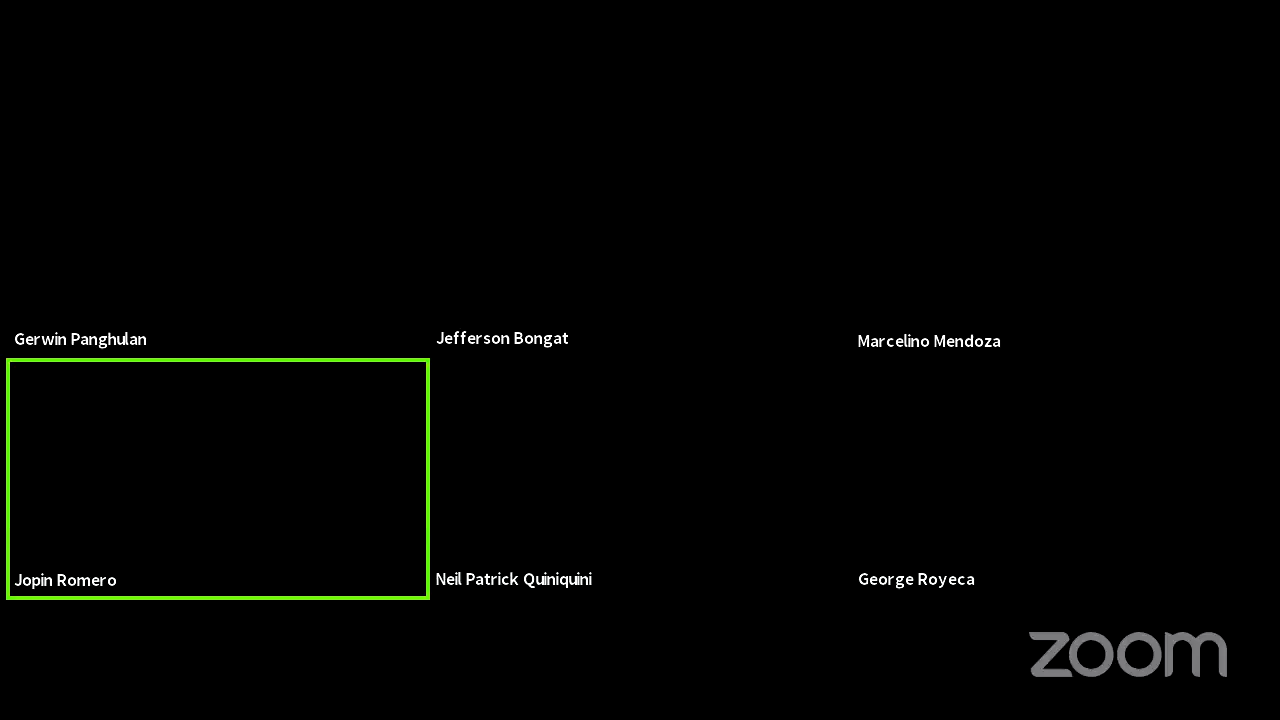 Gerwin Panghulan
Jefferson Bongat
Marcelino Mendoza
Jopin Romero
Neil Patrick Quiniquini
George Royeca
zoom